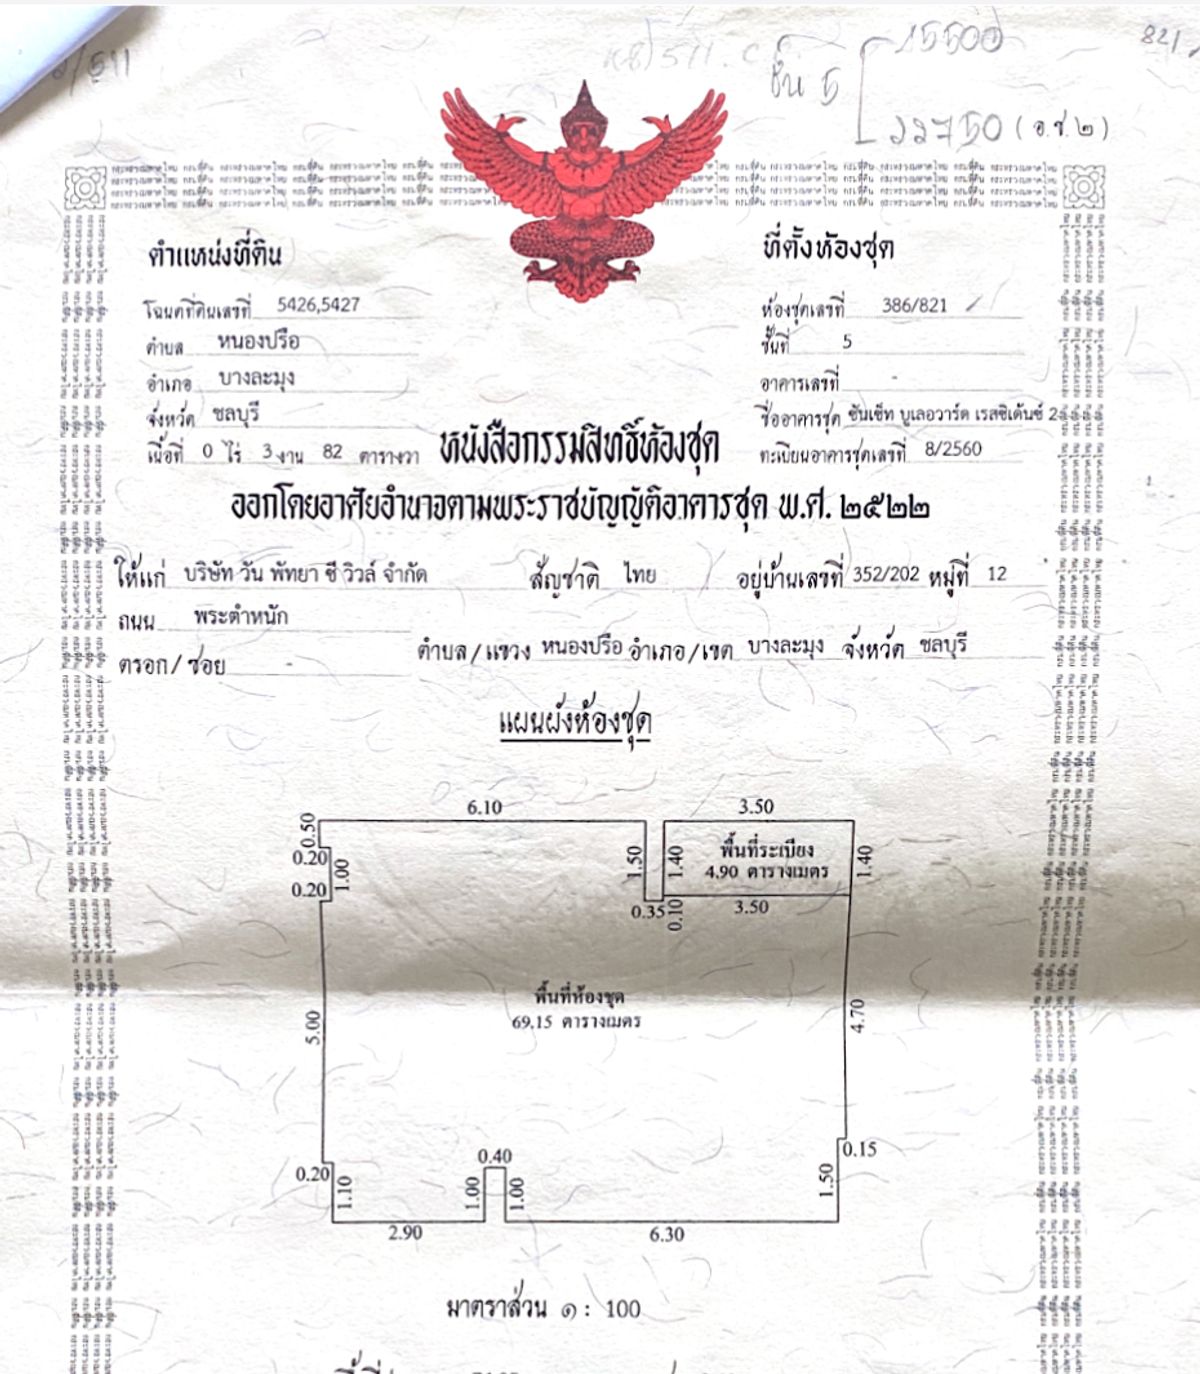 ชั้น 5
15500
821
22750 (อ.ช.๒)
ตำแหน่งที่ดิน
โฉนดที่ดินเลขที่ 5426,5427
ตำบล หนองปรือ
อำเภอ บางละมุง
จังหวัด ชลบุรี
เนื้อที่ 0 ไร่ 3 งาน 82 ตารางวา
ที่ตั้งห้องชุด
ห้องชุดเลขที่ 386/821
ชั้นที่ 5
อาคารเลขที่ -
ชื่ออาคารชุด ซันเซ็ท บูเลอวาร์ด เรสซิเด้นซ์ 2
ทะเบียนอาคารชุดเลขที่ 8/2560
หนังสือกรรมสิทธิ์ห้องชุด
ออกโดยอาศัยอำนาจตามพระราชบัญญัติอาคารชุด พ.ศ. ๒๕๒๒
ให้แก่ บริษัท วัน พัทยา ซี วิวล์ จำกัด สัญชาติ ไทย อยู่บ้านเลขที่ 352/202 หมู่ที่ 12
ถนน พระตำหนัก
ตรอก/ซอย - ตำบล/แขวง หนองปรือ อำเภอ/เขต บางละมุง จังหวัด ชลบุรี
แผนผังห้องชุด
6.10 3.50
0.50
0.20
1.00
0.20
1.50
1.40
พื้นที่ระเบียง
4.90 ตารางเมตร
1.40
0.35
0.10
3.50
พื้นที่ห้องชุด
69.15 ตารางเมตร
5.00
4.70
0.15
0.20
1.10
0.40
1.00
1.00
1.50
2.90
6.30
มาตราส่วน ๑ : 100